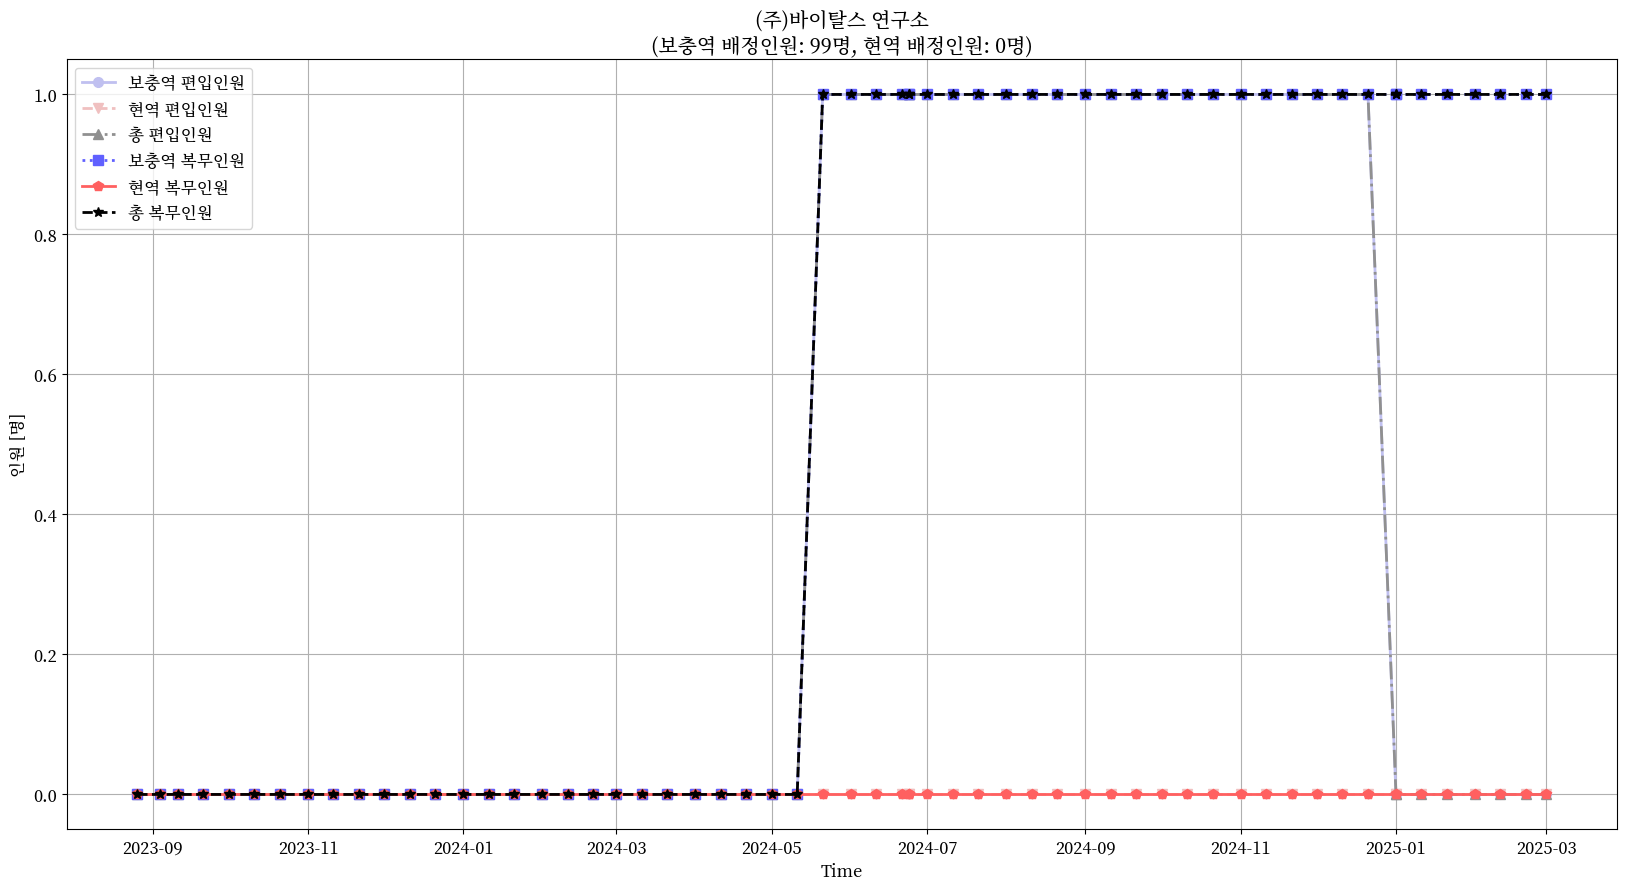 (주)바이탈스 연구소
(보충역 배정인원: 99명, 현역 배정인원: 0명)
보충역 편입인원
현역 편입인원
총 편입인원
보충역 복무인원
현역 복무인원
총 복무인원
1.0
0.8
0.6
0.4
0.2
0.0
인원 [명]
2023-09
2023-11
2024-01
2024-03
2024-05
2024-07
2024-09
2024-11
2025-01
2025-03
Time